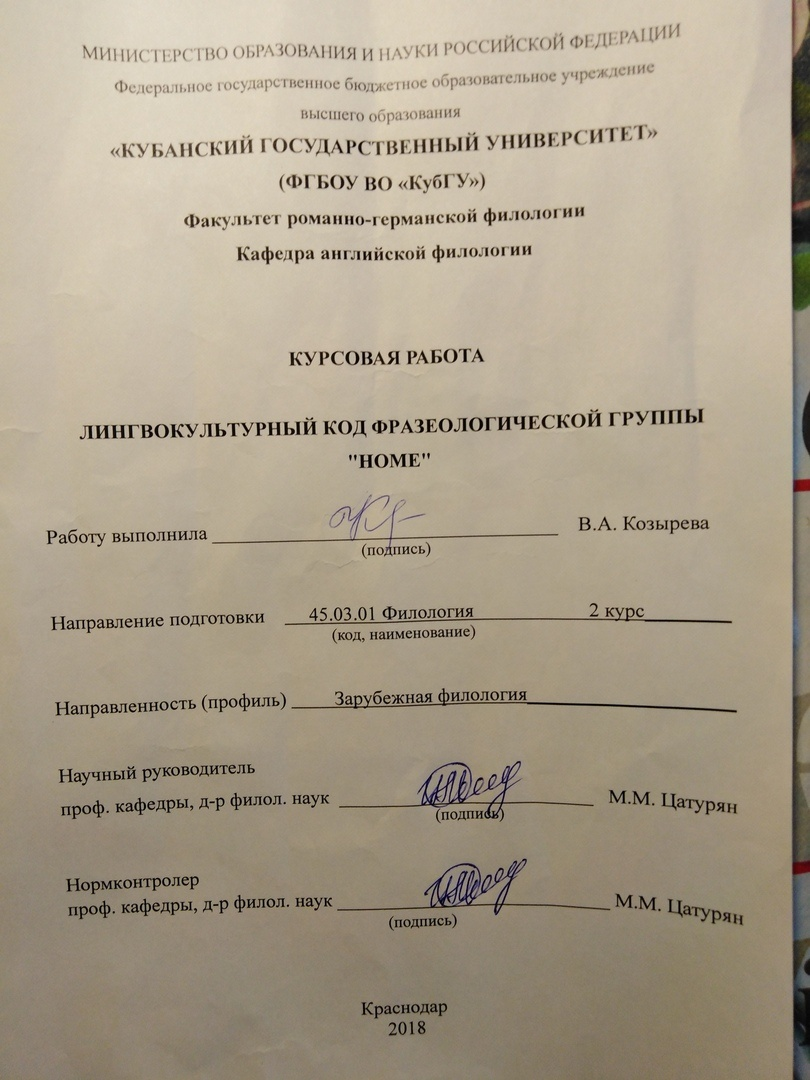 МИНИСТЕРСТВО ОБРАЗОВАНИЯ И НАУКИ РОССИЙСКОЙ ФЕДЕРАЦИИ
Федеральное государственное бюджетное образовательное учреждение
высшего образования
«КУБАНСКИЙ ГОСУДАРСТВЕННЫЙ УНИВЕРСИТЕТ»
(ФГБОУ ВО «КубГУ»)
Факультет романно-германской филологии
Кафедра английской филологии
КУРСОВАЯ РАБОТА
ЛИНГВОКУЛЬТУРНЫЙ КОД ФРАЗЕОЛОГИЧЕСКОЙ ГРУППЫ
"HOME"
Работу выполнила В.А. Козырева
(подпись)
Направление подготовки 45.03.01 Филология 2 курс
(код, наименование)
Направленность (профиль) Зарубежная филология
Научный руководитель
проф. кафедры, д-р филол. наук М.М. Цатурян
(подпись)
Нормконтролер
проф. кафедры, д-р филол. наук М.М. Цатурян
(подпись)
Краснодар
2018